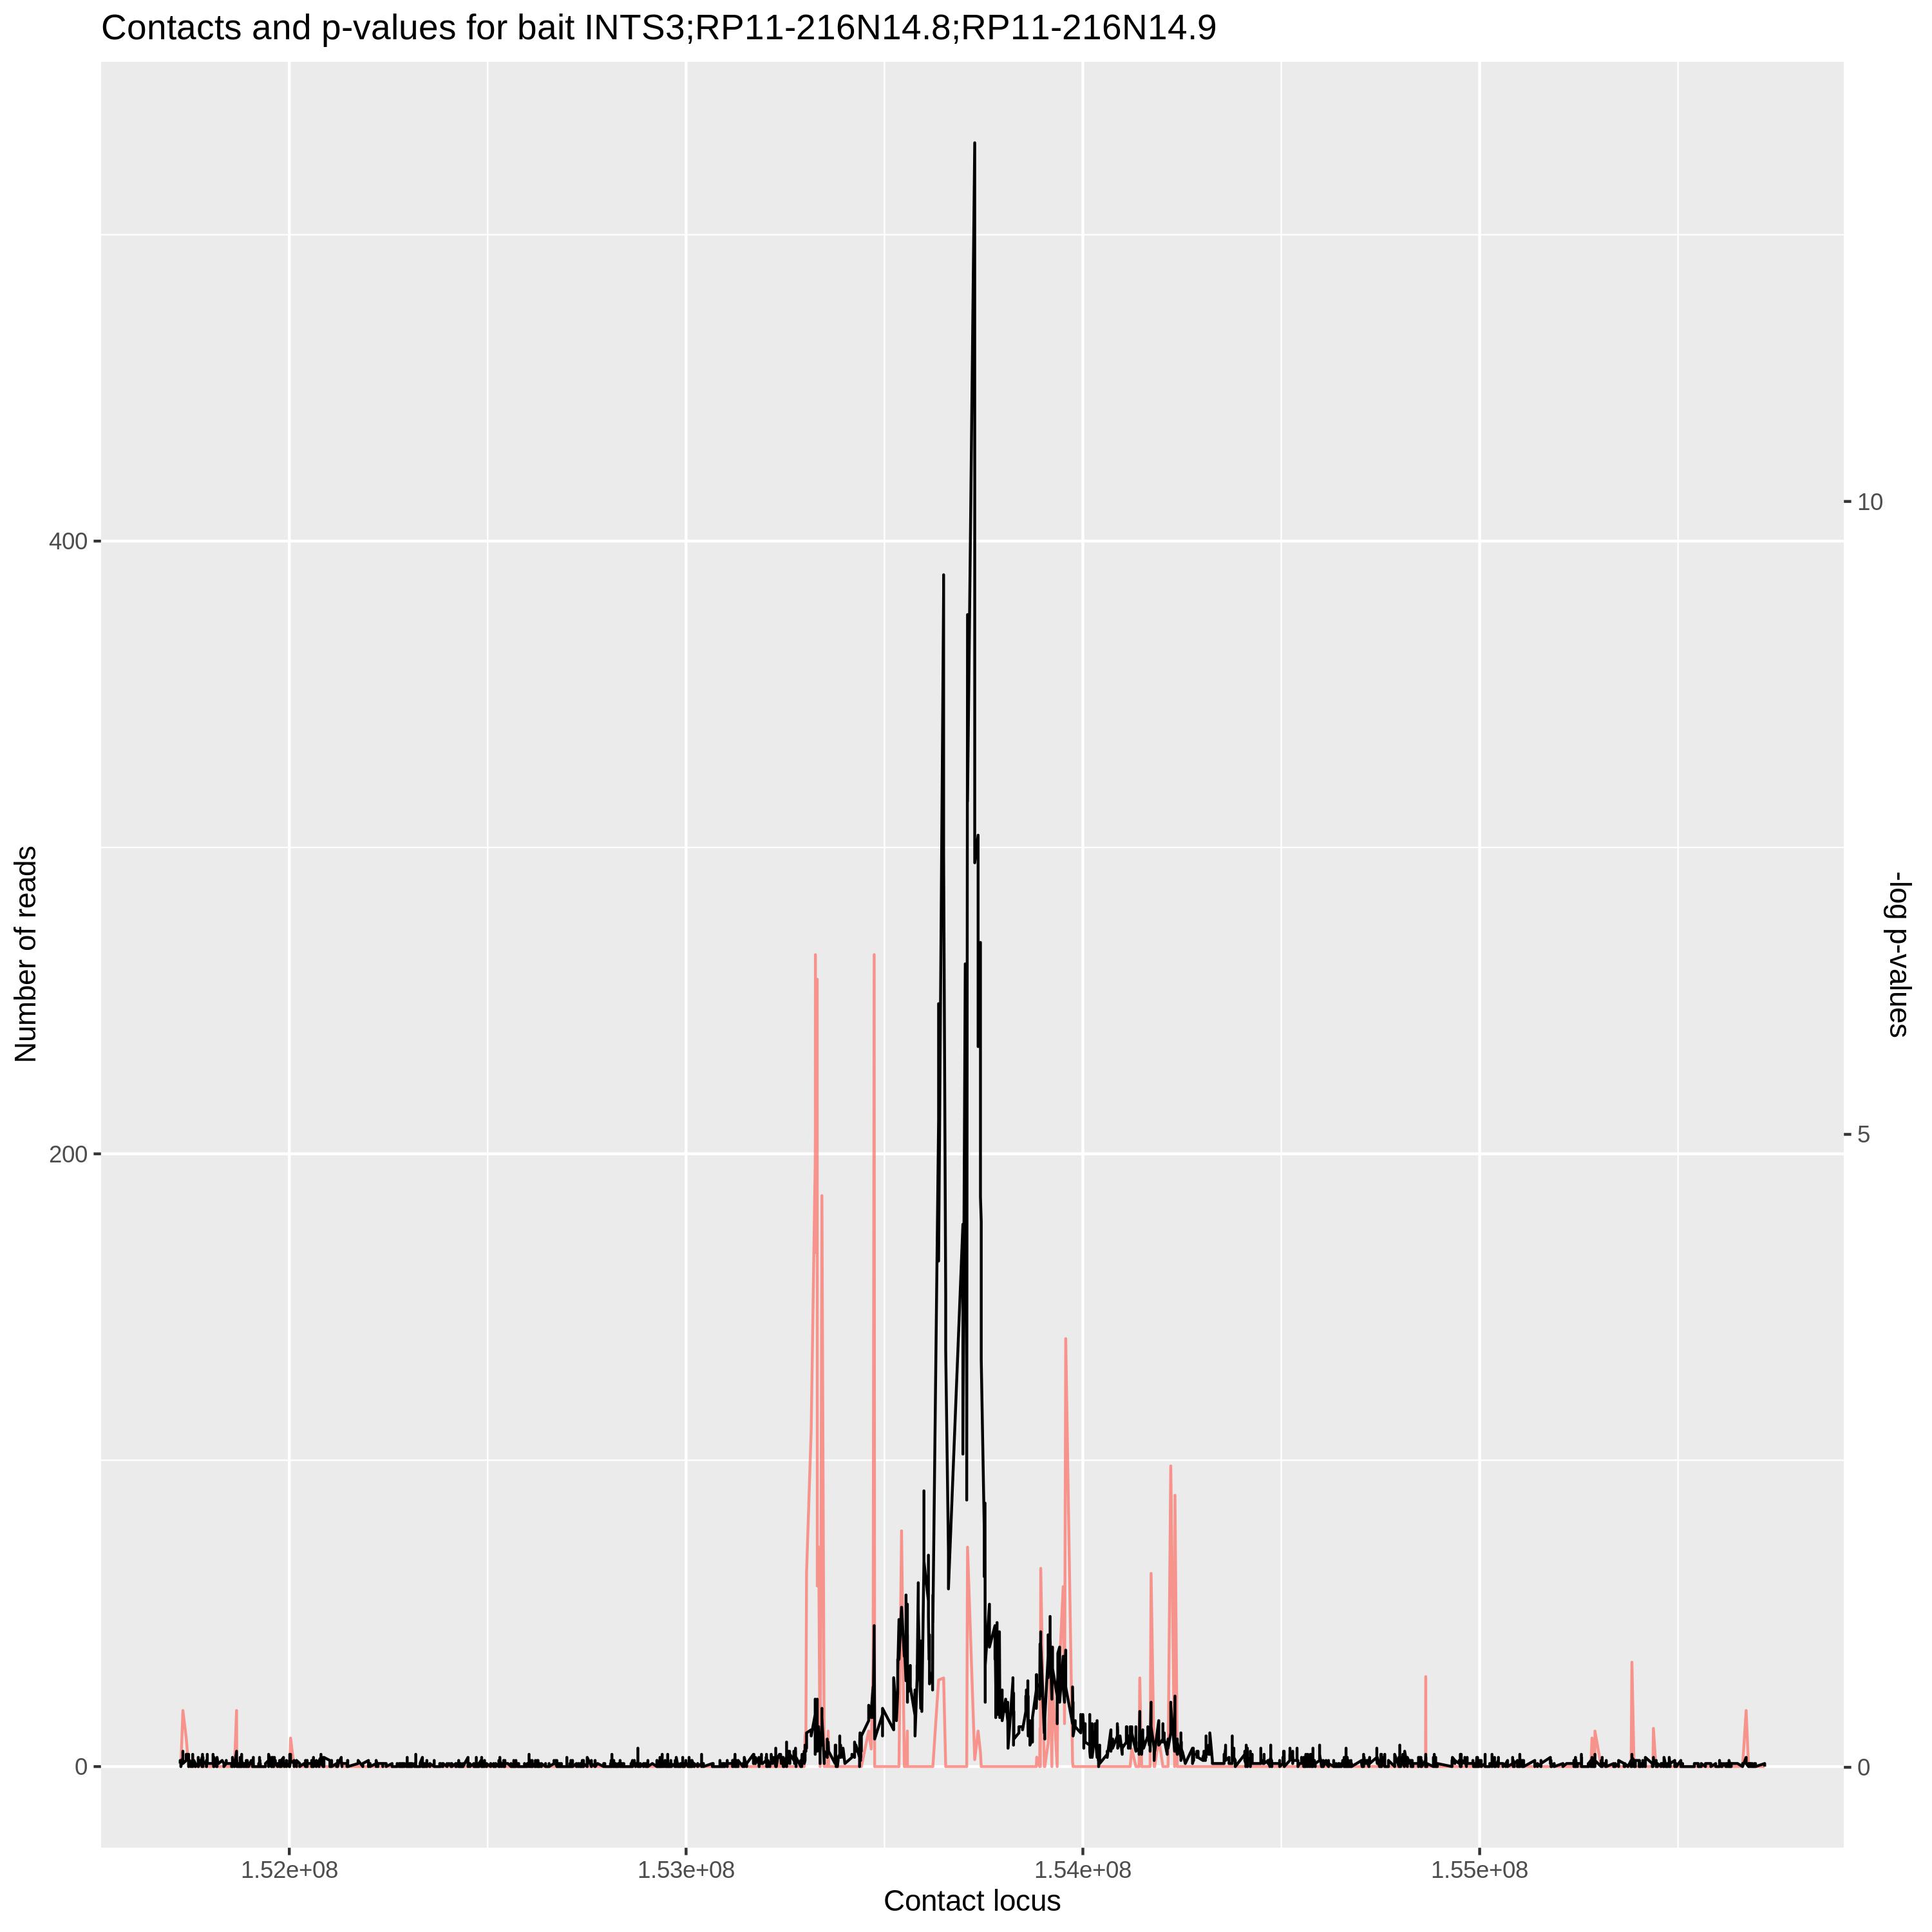 Contacts and p-values for bait INTS3;RP11-216N14.8;RP11-216N14.9
400
200
0
Number of reads
10
5
0
-log p-values
1.52e+08
1.53e+08
1.54e+08
1.55e+08
Contact locus